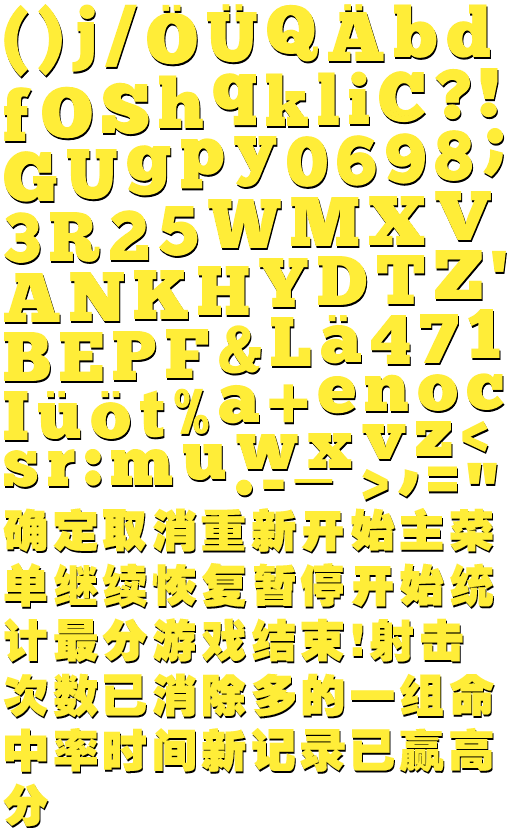 ()j/ÖÜQÄbd
fOShqkliC?!
GUgpy0698;
3R25WMXV
ANKHYDTZ'
BEPF&Lä471
Iüöt%a+enoc
sr:muw-x_>v,z=<"
确定取消重新开始主菜
单继续恢复暂停开始统
计最分游戏结束!射击
次数已消除多的一组命
中率时间新记录已赢高
分